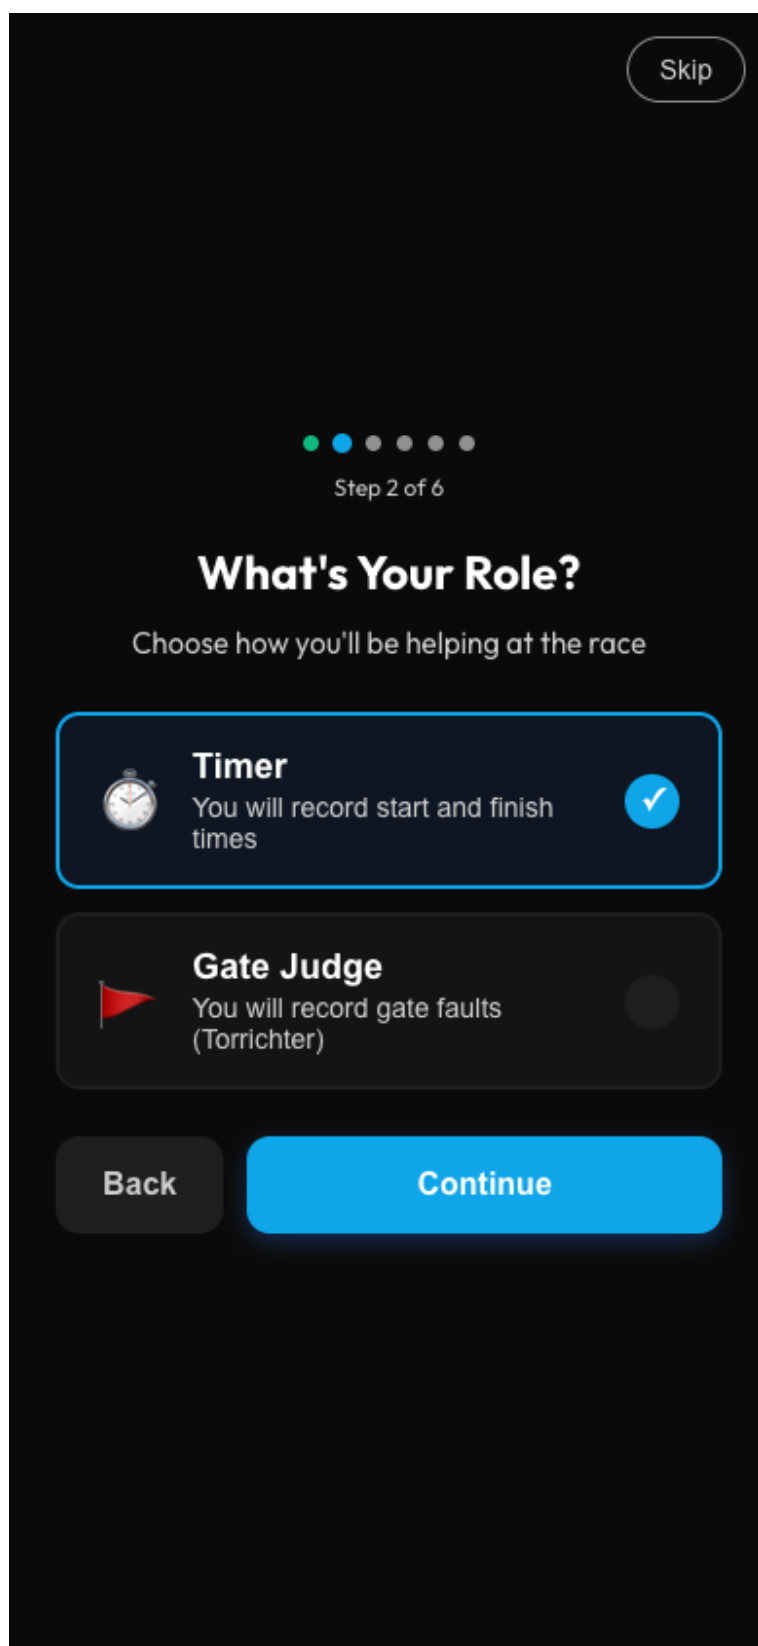 Skip
Step 2 of 6
What's Your Role?
Choose how you'll be helping at the race
Timer
You will record start and finish
times
Gate Judge
You will record gate faults
(Torrichter)
Back
Continue